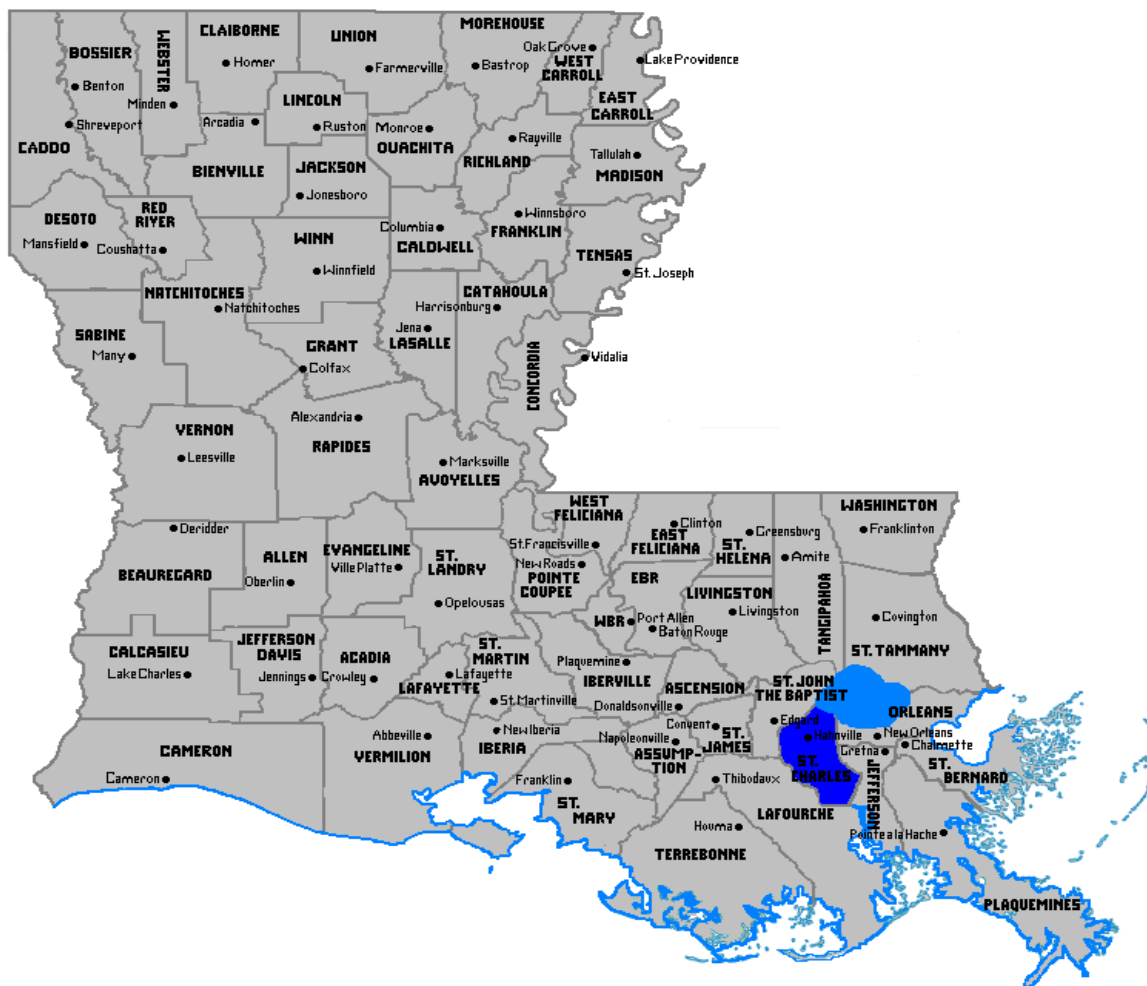 MOREHOUSE
CLAIBORNE
UNION
BOSSIER
WEBSTER
Oak Grove
WEST
CARROLL
Lake Providence
Homer
Farmerville
Bastrop
Benton
EAST
CARROLL
LINCOLN
Minden
Arcadia
Ruston
Monroe
Shreveport
Rayville
CADDO
OUACHITA
RICHLAND
Tallulah
MADISON
BIENVILLE
JACKSON
Jonesboro
DESOTO
RED
RIVER
Winnsboro
FRANKLIN
Columbia
CALDWELL
Mansfield
Coushatta
WINN
Winnfield
TENSAS
St. Joseph
NATCHITOCHES
Natchitoches
CATAHOULA
Harrisonburg
SABINE
Many
Jena
LASALLE
GRANT
Colfax
CONCORDIA
Vidalia
Alexandria
VERNON
Leesville
RAPIDES
Marksville
AVOYELLES
WEST
FELICIANA
WASHINGTON
Deridder
Clinton
Greensburg
Franklinton
EAST
FELICIANA
ST.
HELENA
St. Francisville
Amite
ALLEN
EVANGELINE
Ville Platte
ST.
LANDRY
New Roads
POINTE
COUPEE
BEAUREGARD
Oberlin
EBR
LIVINGSTON
TANGIPAHOA
Opelousas
WBR
Port Allen
Baton Rouge
Livingston
Covington
CALCASIEU
JEFFERSON
DAVIS
ST.
MARTIN
ST. TAMMANY
ACADIA
Plaquemine
IBERVILLE
Lake Charles
Jennings
Crowley
LAFAYETTE
Lafayette
ASCENSION
ST. JOHN
THE BAPTIST
St. Martinville
Donaldsonville
ORLEANS
Convent
Edgard
New Iberia
IBERIA
Abbeville
Napoleonville
ST.
JAMES
Hahnville
New Orleans
CAMERON
VERMILION
ASSUMP-
TION
Gretna
Chalmette
Cameron
Franklin
Thibodaux
ST.
CHARLES
ST.
BERNARD
JEFFERSON
ST.
MARY
LAFOURCHE
Houma
Pointe a la Hache
TERREBONNE
PLAQUEMINES